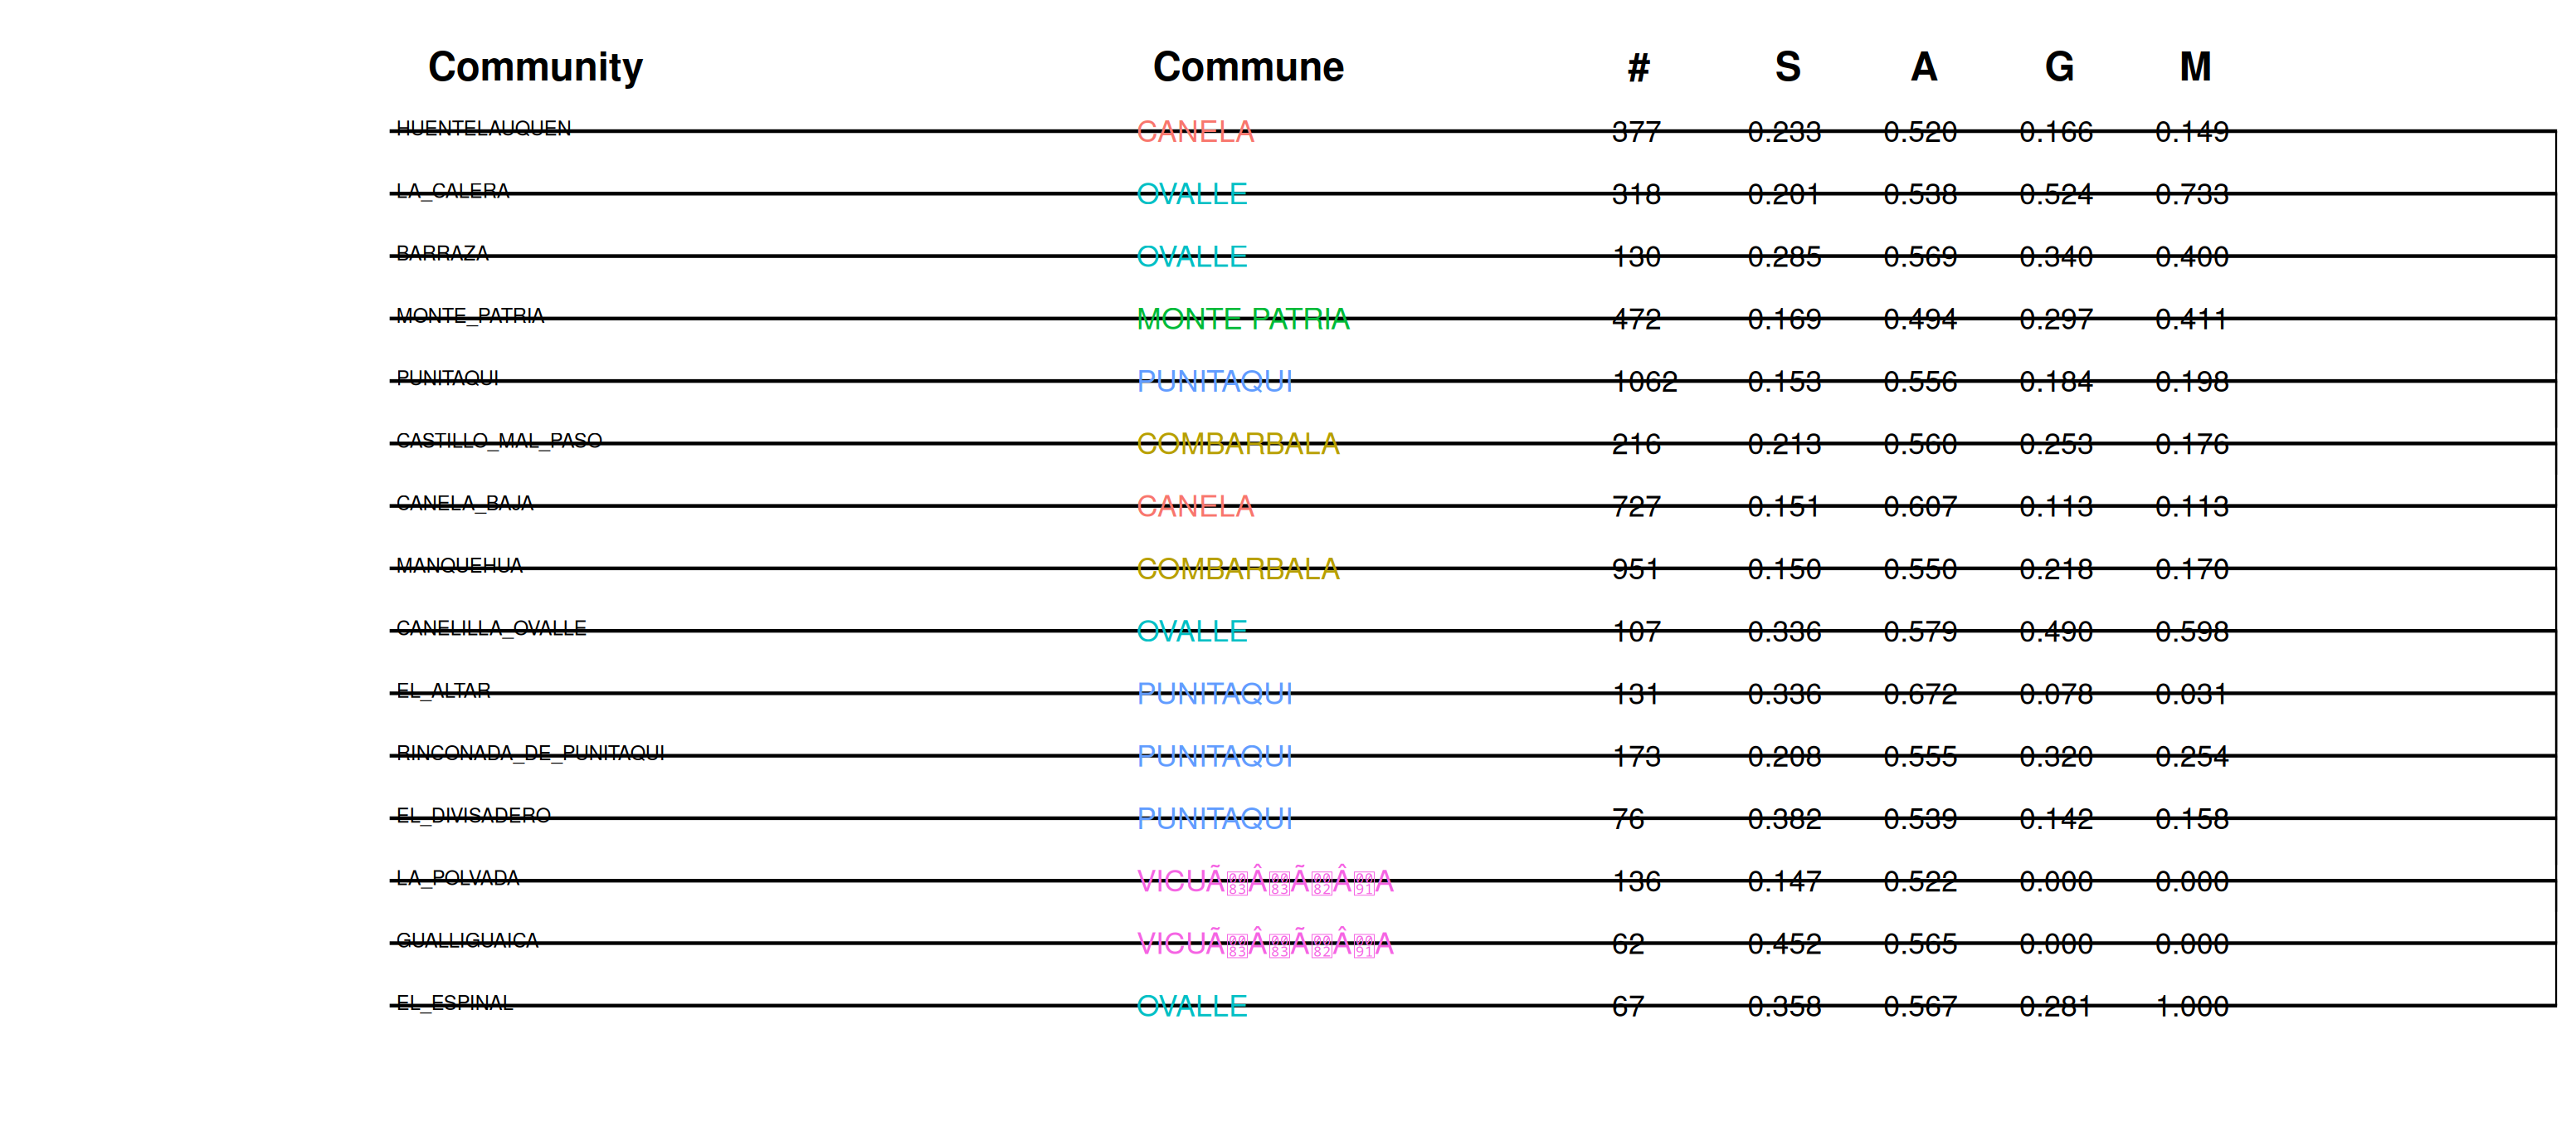 Community Commune # S A G M
HUENTELAUQUEN CANELA 377 0.233 0.520 0.166 0.149
LA_CALERA OVALLE 318 0.201 0.538 0.524 0.733
BARRAZA OVALLE 130 0.285 0.569 0.340 0.400
MONTE_PATRIA MONTE PATRIA 472 0.169 0.494 0.297 0.411
PUNITAQUI PUNITAQUI 1062 0.153 0.556 0.184 0.198
CASTILLO_MAL_PASO COMBARBALA 216 0.213 0.560 0.253 0.176
CANELA_BAJA CANELA 727 0.151 0.607 0.113 0.113
MANQUEHUA COMBARBALA 951 0.150 0.550 0.218 0.170
CANELILLA_OVALLE OVALLE 107 0.336 0.579 0.490 0.598
EL_ALTAR PUNITAQUI 131 0.336 0.672 0.078 0.031
RINCONADA_DE_PUNITAQUI PUNITAQUI 173 0.208 0.555 0.320 0.254
EL_DIVISADERO PUNITAQUI 76 0.382 0.539 0.142 0.158
LA_POLVADA VICUÃÂÃÂA 136 0.147 0.522 0.000 0.000
GUALLIGUAICA VICUÃÂÃÂA 62 0.452 0.565 0.000 0.000
EL_ESPINAL OVALLE 67 0.358 0.567 0.281 1.000